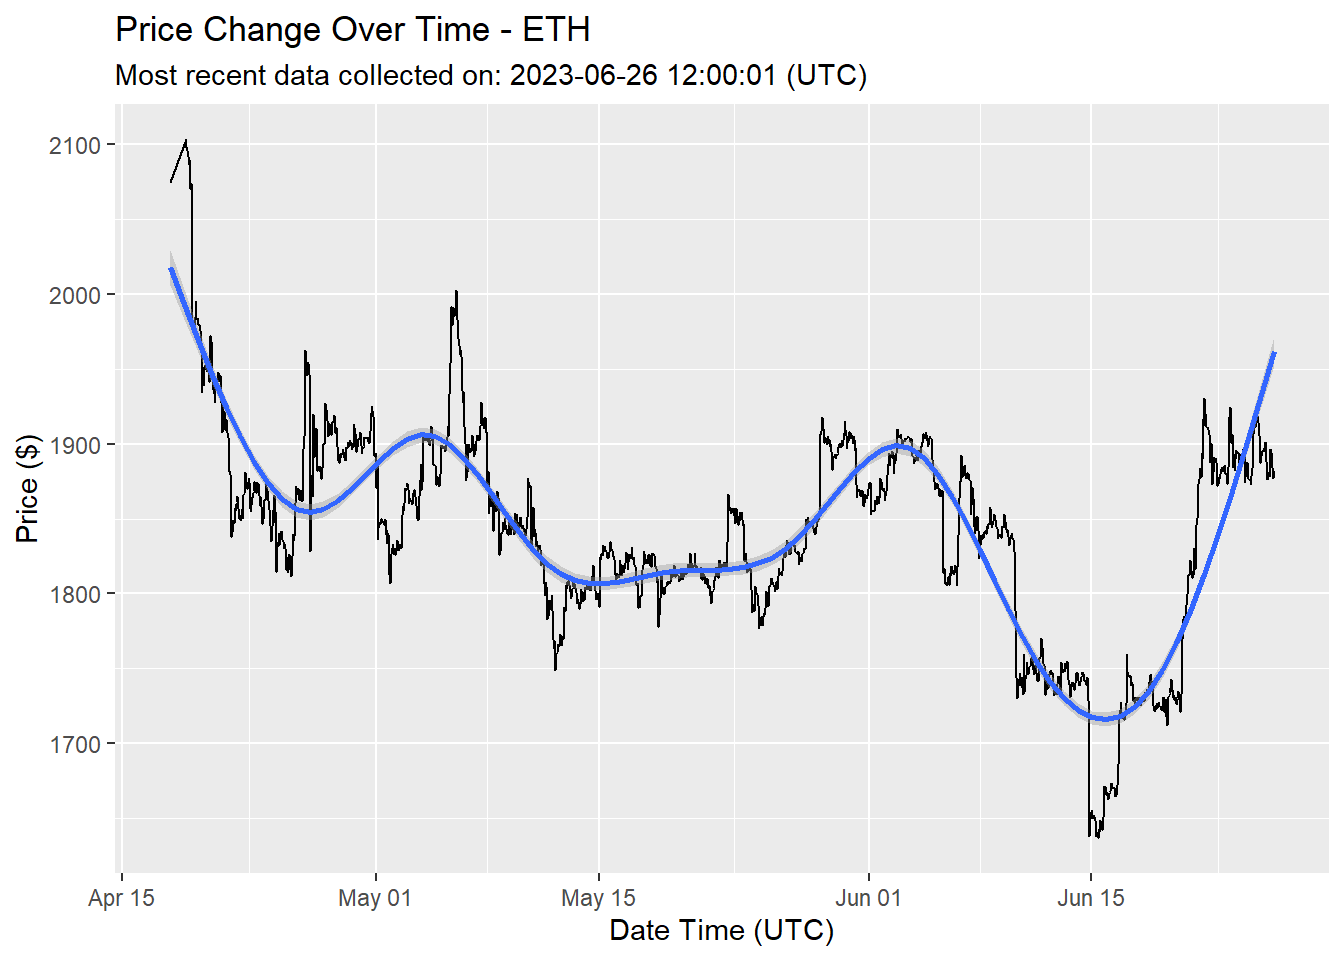 Price Change Over Time - ETH
Most recent data collected on: 2023-06-26 12:00:01 (UTC)
2100
2000
1900
1800
1700
Price ($)
Apr 15
May 01
May 15
Jun 01
Jun 15
Date Time (UTC)